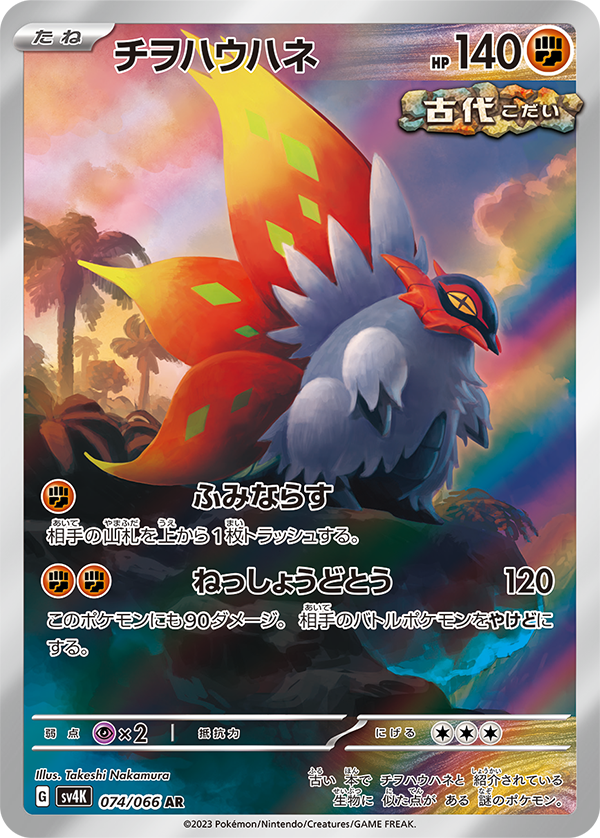 たね チヲハウハネ HP 140
古代 こだい
ふみならす
相手の山札を上から1枚トラッシュする。
ねっしょうどとう 120
このポケモンにも90ダメージ。相手のバトルポケモンをやけどに
する。
弱点 ×2 抵抗力 にげる
Illus. Takeshi Nakamura
G sv4K 074/066 AR
古い 本で チヲハウハネと 紹介されている
生物に 似た点が ある 謎のポケモン。
©2023 Pokémon/Nintendo/Creatures/GAME FREAK.